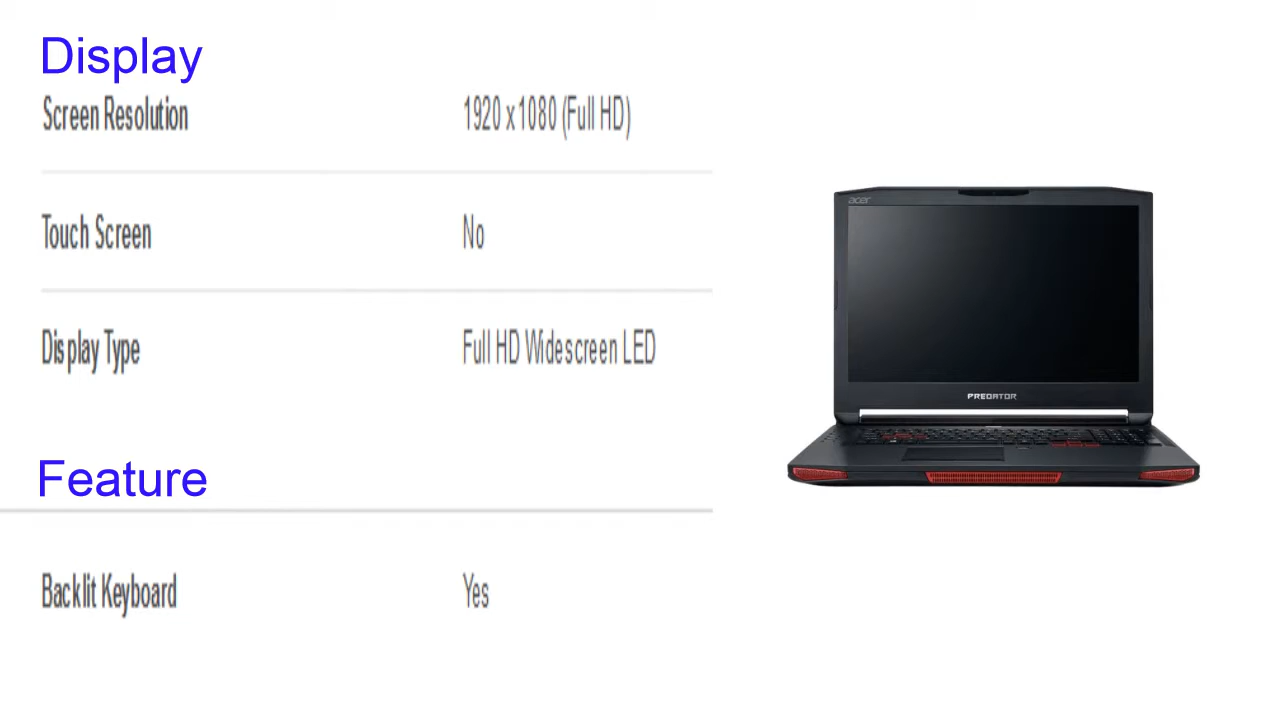 Display
Screen Resolution 1920 x 1080 (Full HD)
Touch Screen No
Display Type Full HD Widescreen LED
acer
PREDATOR
Feature
Backlit Keyboard Yes